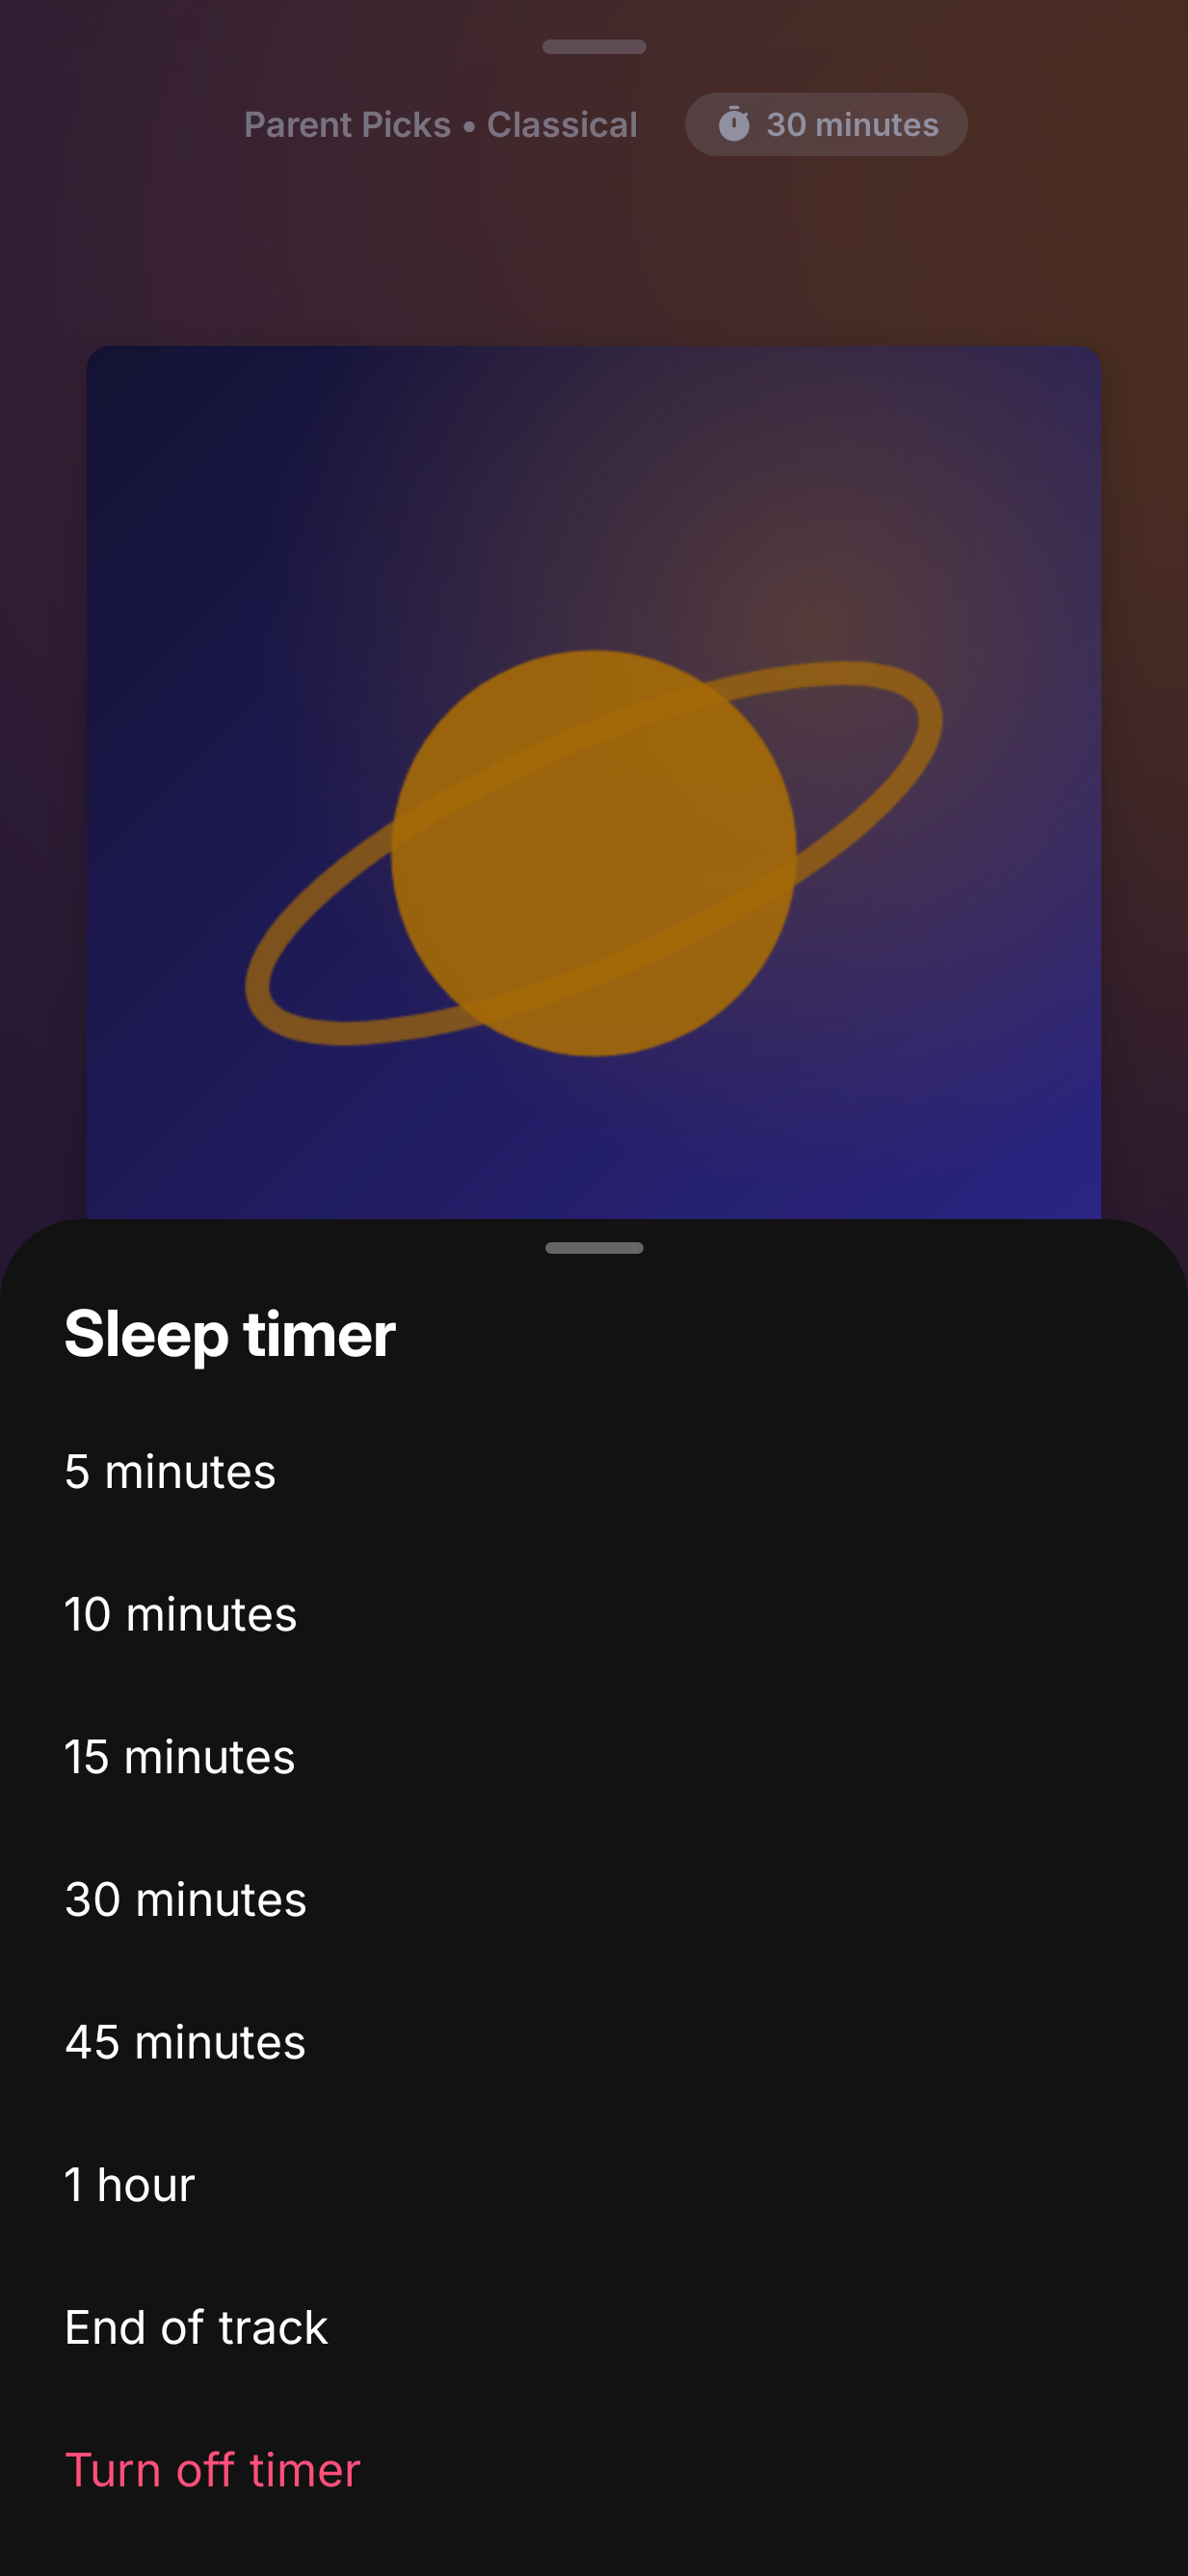 Parent Picks • Classical 30 minutes
Sleep timer
5 minutes
10 minutes
15 minutes
30 minutes
45 minutes
1 hour
End of track
Turn off timer